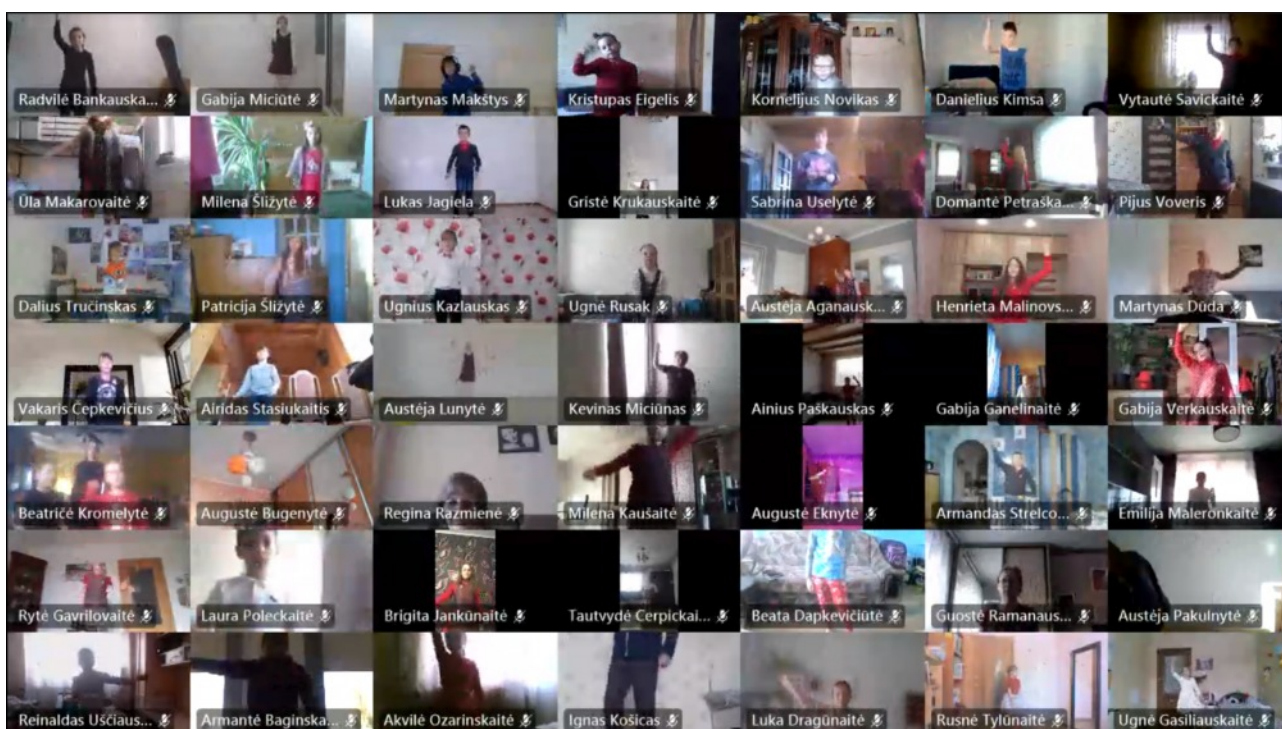 Radvilė Bankauska...
Gabija Miciūtė
Martynas Makštys
Kristupas Eigelis
Kornelijus Novikas
Danielius Kimsa
Vytautė Savickaitė
Ūla Makarovaitė
Milena Šližytė
Lukas Jagiela
Gristė Krukauskaitė
Sabrina Uselytė
Domantė Petraška...
Pijus Voveris
Dalius Tručinskas
Patricija Šližytė
Ugnius Kazlauskas
Ugnė Rusak
Austėja Aganausk...
Henrieta Malinovs...
Martynas Dūda
Vakaris Čepkevičius
Airidas Stasiukaitis
Austėja Lunytė
Kevinas Miciūnas
Ainius Paškauskas
Gabija Ganelinaitė
Gabija Verkauskaitė
Beatričė Kromelytė
Augustė Bugenytė
Regina Razmienė
Milena Kaušaitė
Augustė Eknytė
Armandas Strelco...
Emilija Maleronkaitė
Rytė Gavrilovaitė
Laura Poleckaitė
Brigita Jankūnaitė
Tautvydė Cerpickai...
Beata Dapkevičiūtė
Guostė Ramanaus...
Austėja Pakulnytė
Reinaldas Uščiaus...
Armantė Baginska...
Akvilė Ozarinskaitė
Ignas Košicas
Luka Dragūnaitė
Rusnė Tylūnaitė
Ugnė Gasiliauskaitė